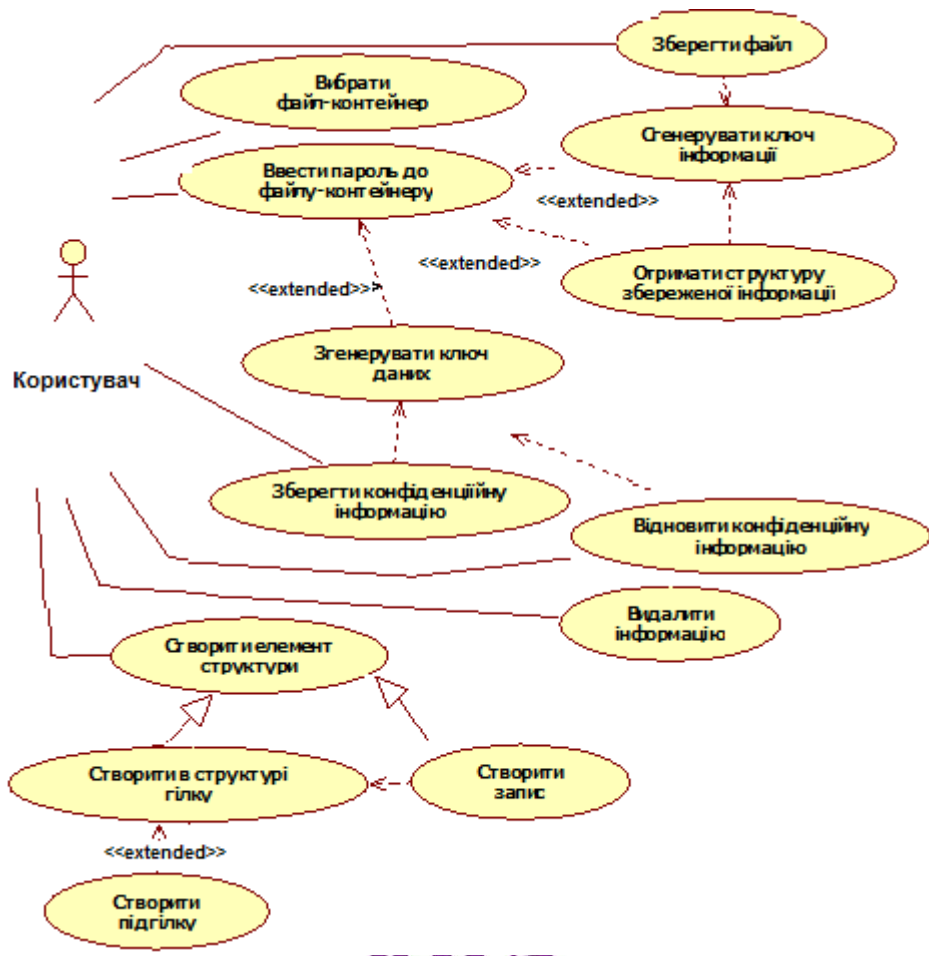 Зберегти файл
Вибрати
файл-контейнер
Сгенерувати ключ
інформації
Ввести пароль до
файлу-контейнеру
<<extended>>
<<extended>>
<<extended>>
Отримати структуру
збереженої інформації
Згенерувати ключ
даних
Користувач
Зберегти конфіденційну
інформацію
Відновити конфіденційну
інформацію
Видалити
інформацію
Створити елемент
структури
Створити в структурі
гілку
Створити
запис
<<extended>>
Створити
підгілку